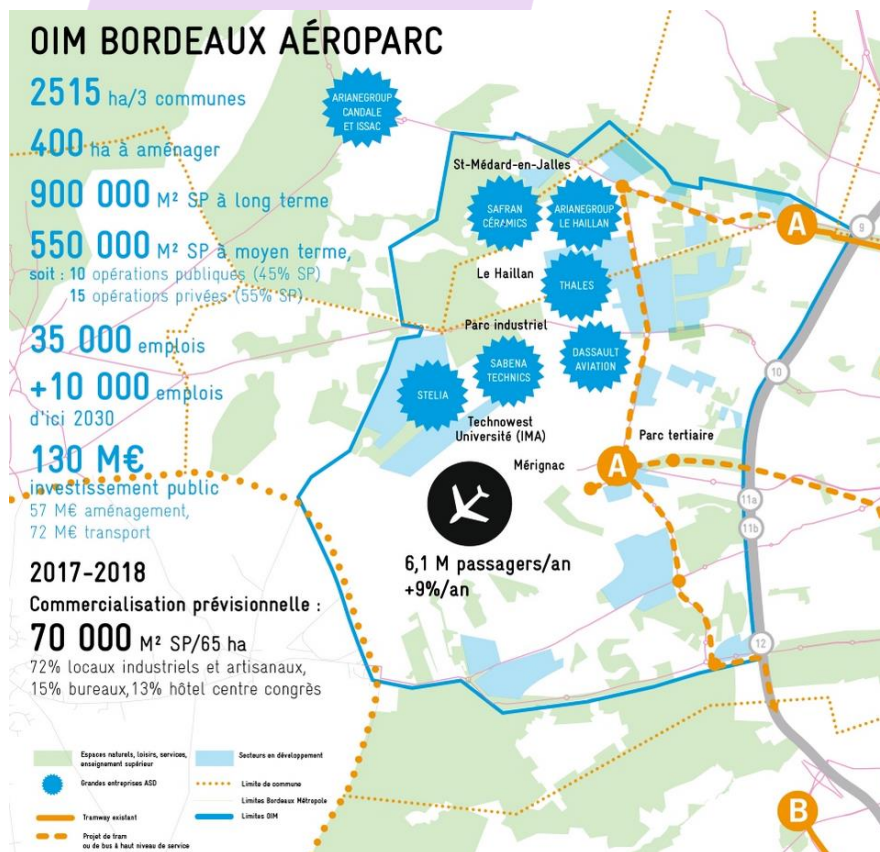 OIM BORDEAUX AÉROPARC
2515 ha/3 communes
400 ha à aménager
900 000 M² SP à long terme
550 000 M² SP à moyen terme,
soit : 10 opérations publiques (45% SP)
15 opérations privées (55% SP)
35 000 emplois
+10 000 emplois
d'ici 2030
130 M€
investissement public
57 M€ aménagement,
72 M€ transport
2017-2018
Commercialisation prévisionnelle :
70 000 M² SP/65 ha
72% locaux industriels et artisanaux,
15% bureaux,13% hôtel centre congrès
ARIANEGROUP
CANDALE
ET ISSAC
St-Médard-en-Jalles
SAFRAN
CÉRAMICS
ARIANEGROUP
LE HAILLAN
A
9
Le Haillan
THALES
Parc industriel
SABENA
TECHNICS
DASSAULT
AVIATION
STELIA
10
Technowest
Université (IMA)
Parc tertiaire
Mérignac
A
11a
11b
6,1 M passagers/an
+9%/an
12
B
Espaces naturels, loisirs, services,
enseignement supérieur
Grandes entreprises ASD
Tramway existant
Projet de tram
ou de bus à haut niveau de service
Secteurs en développement
Limite de commune
Limites Bordeaux Métropole
Limites OIM